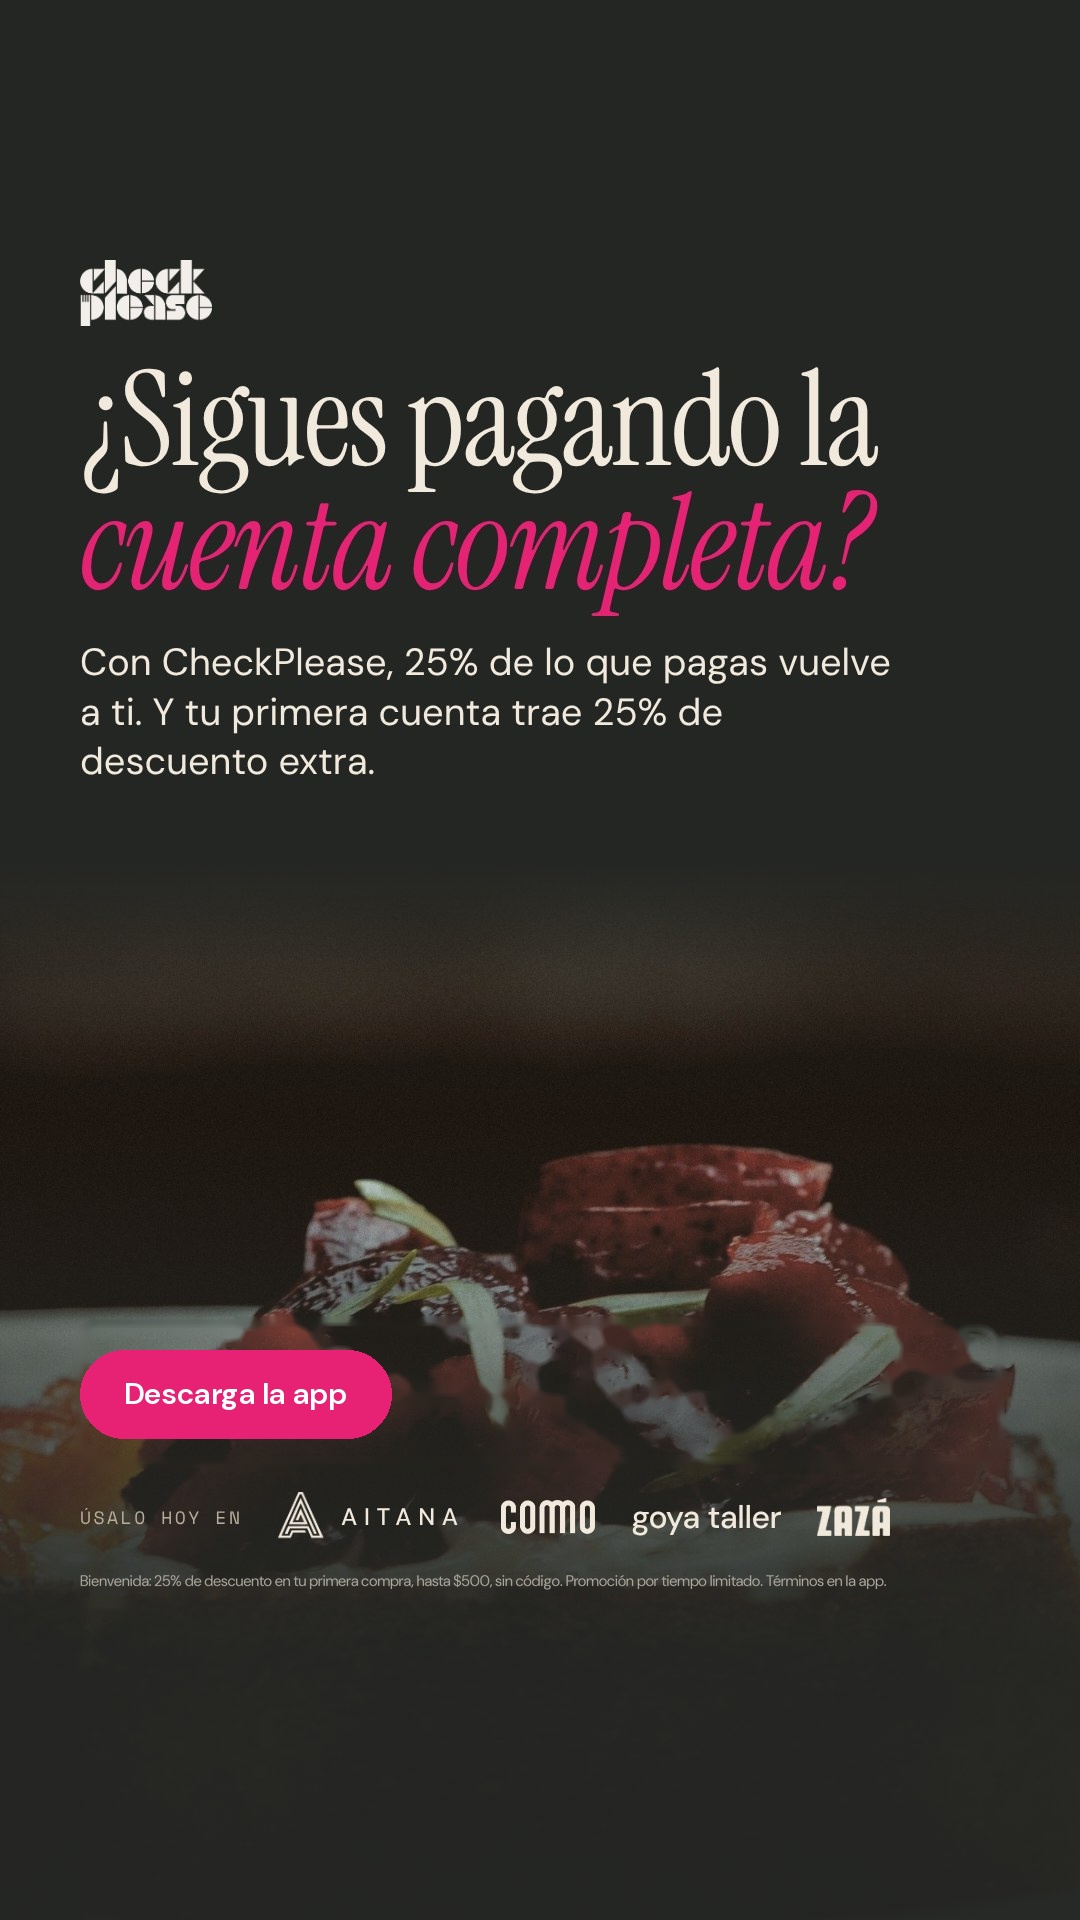 check
please
¿Sigues pagando la
cuenta completa?
Con CheckPlease, 25% de lo que pagas vuelve
a ti. Y tu primera cuenta trae 25% de
descuento extra.
Descarga la app
ÚSALO HOY EN AITANA COMMO goya taller ZAZÁ
Bienvenida: 25% de descuento en tu primera compra, hasta $500, sin código. Promoción por tiempo limitado. Términos en la app.